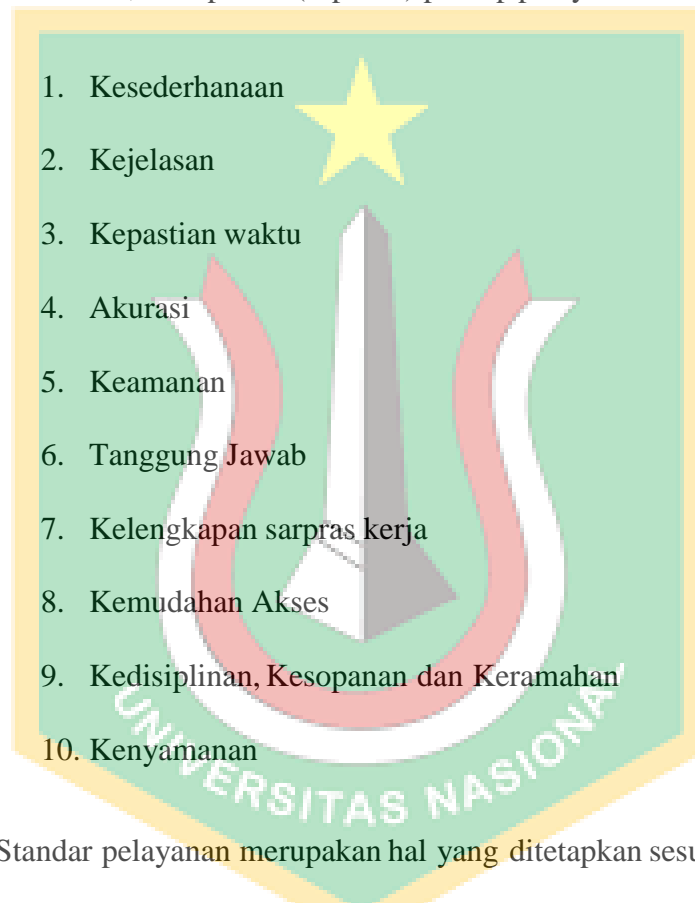 1. Kesederhanaan
2. Kejelasan
3. Kepastian waktu
4. Akurasi
5. Keamanan
6. Tanggung Jawab
7. Kelengkapan sarpras kerja
8. Kemudahan Akses
9. Kedisiplinan, Kesopanan dan Keramahan
10. Kenyamanan
UNIVERSITAS NASIONAL
Standar pelayanan merupakan hal yang ditetapkan